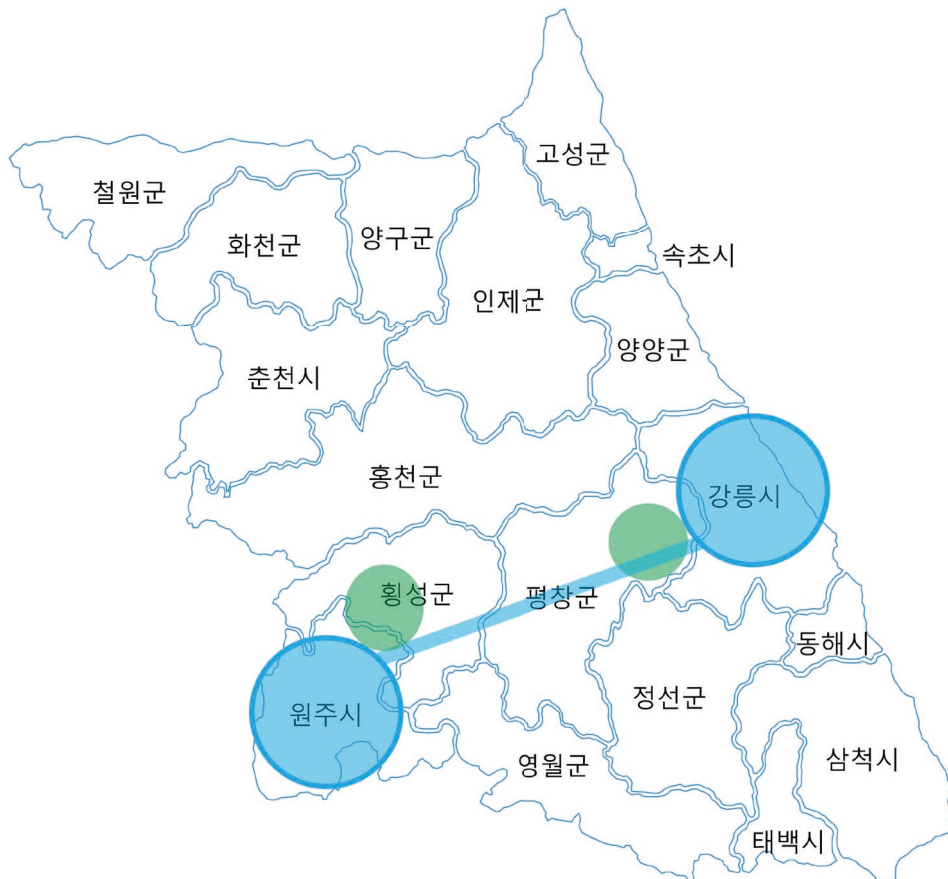 고성군
철원군
양구군
화천군
속초시
인제군
양양군
춘천시
홍천군
강릉시
횡성군
평창군
동해시
정선군
원주시
영월군
삼척시
태백시